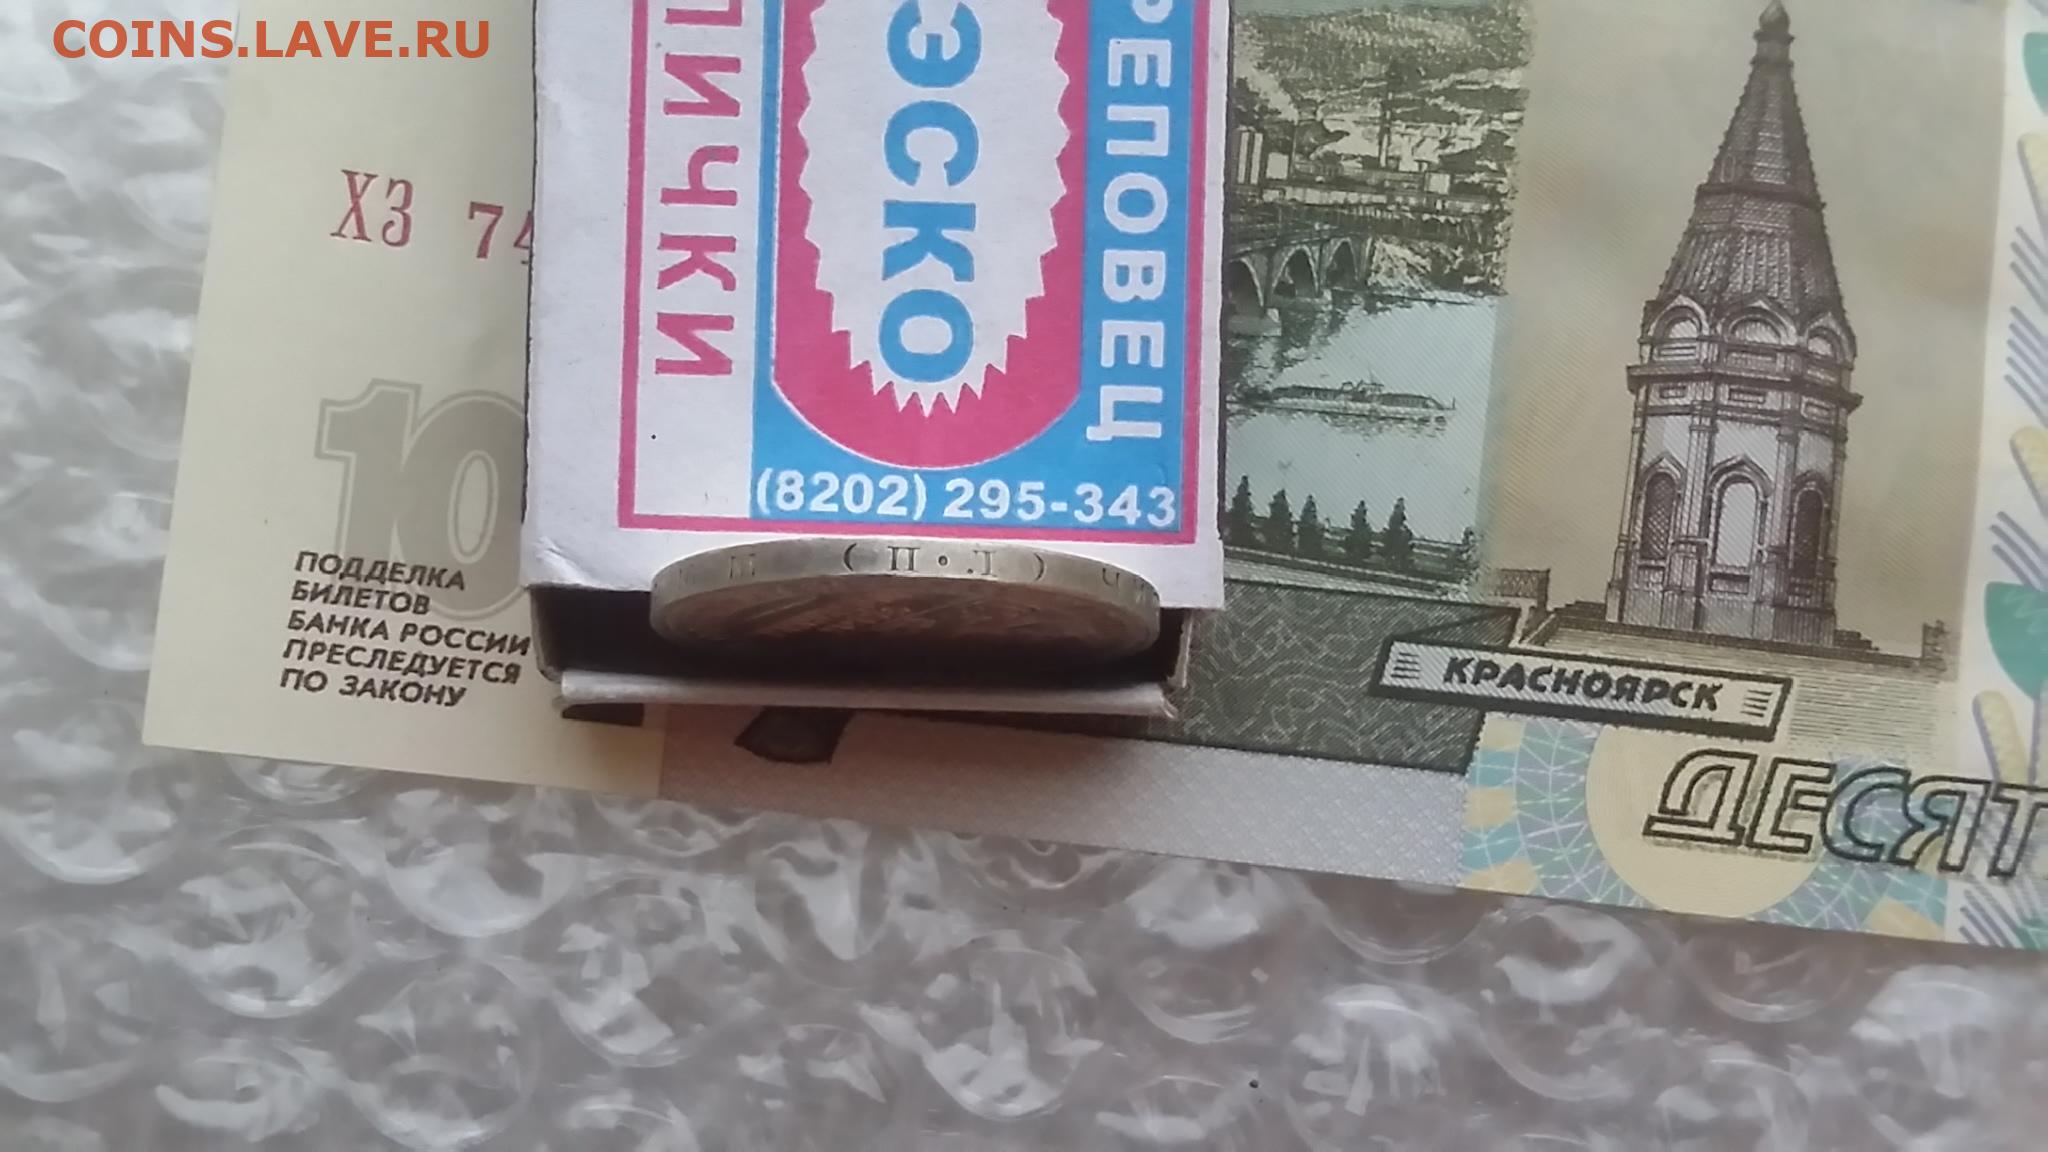 COINS.LAVE.RU
ХЗ 74
10
ПОДДЕЛКА
БИЛЕТОВ
БАНКА РОССИИ
ПРЕСЛЕДУЕТСЯ
ПО ЗАКОНУ
ЛИЧКИ
ЭСКО
РЕПОВЕЦ
(8202) 295-343
(П•Л)
КРАСНОЯРСК
ДЕСЯТ